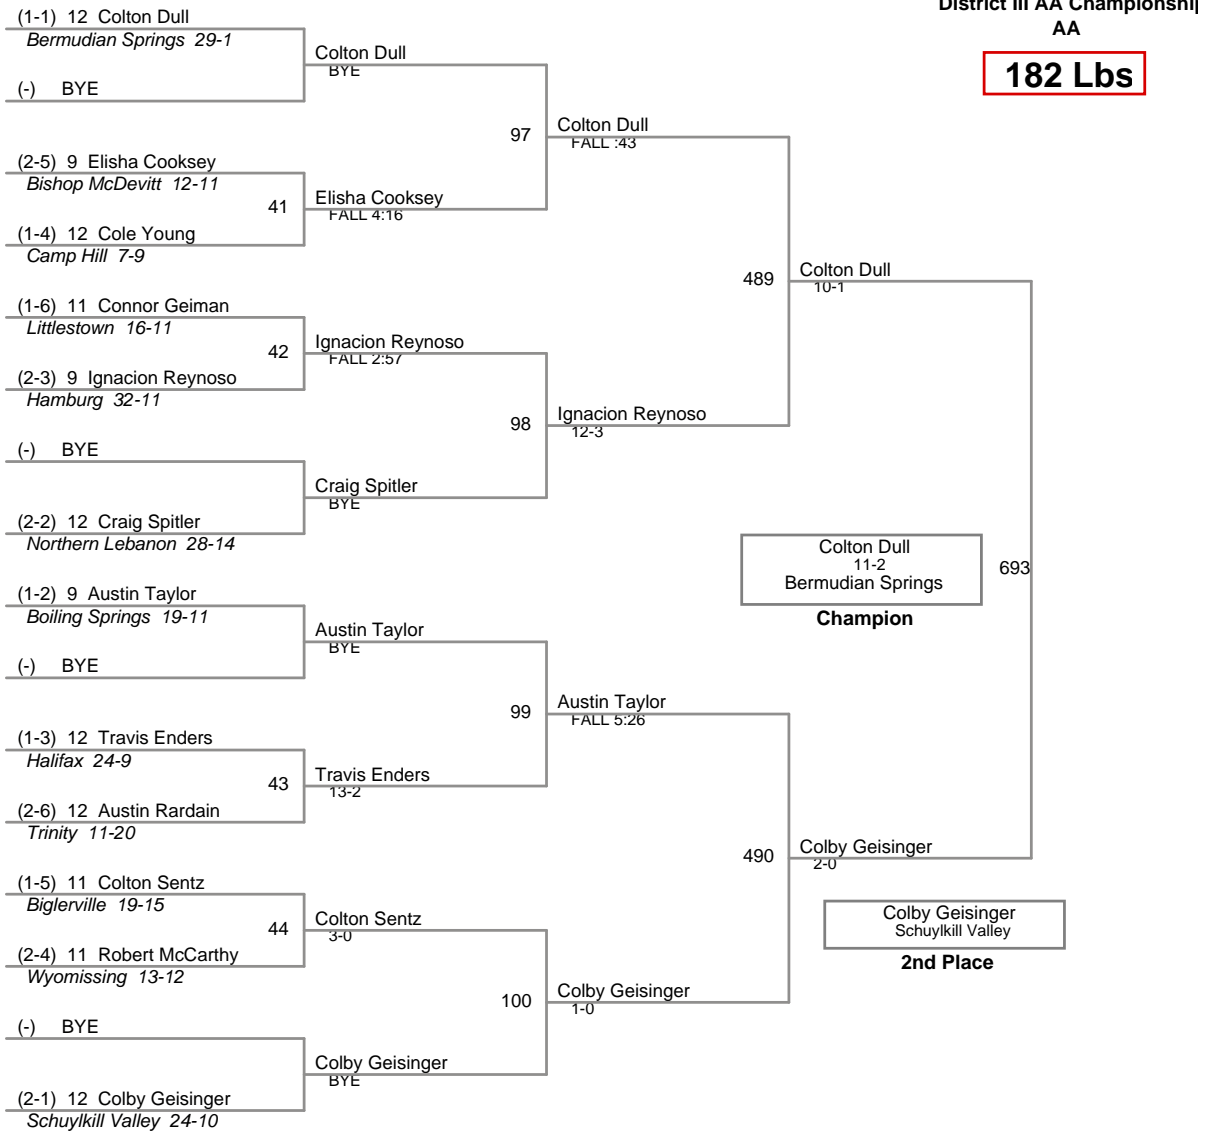 District III AA Championshi
AA
182 Lbs
(1-1) 12 Colton Dull
Bermudian Springs 29-1
Colton Dull
BYE
(-) BYE
97
Colton Dull
FALL :43
(2-5) 9 Elisha Cooksey
Bishop McDevitt 12-11
41
Elisha Cooksey
FALL 4:16
(1-4) 12 Cole Young
Camp Hill 7-9
489
Colton Dull
10-1
(1-6) 11 Connor Geiman
Littlestown 16-11
42
Ignacion Reynoso
FALL 2:57
(2-3) 9 Ignacion Reynoso
Hamburg 32-11
98
Ignacion Reynoso
12-3
(-) BYE
Craig Spitler
BYE
(2-2) 12 Craig Spitler
Northern Lebanon 28-14
Colton Dull
11-2
Bermudian Springs
693
Champion
(1-2) 9 Austin Taylor
Boiling Springs 19-11
Austin Taylor
BYE
(-) BYE
99
Austin Taylor
FALL 5:26
(1-3) 12 Travis Enders
Halifax 24-9
43
Travis Enders
13-2
(2-6) 12 Austin Rardain
Trinity 11-20
490
Colby Geisinger
2-0
(1-5) 11 Colton Sentz
Biglerville 19-15
44
Colton Sentz
3-0
Colby Geisinger
Schuylkill Valley
2nd Place
(2-4) 11 Robert McCarthy
Wyomissing 13-12
100
Colby Geisinger
1-0
(-) BYE
Colby Geisinger
BYE
(2-1) 12 Colby Geisinger
Schuylkill Valley 24-10